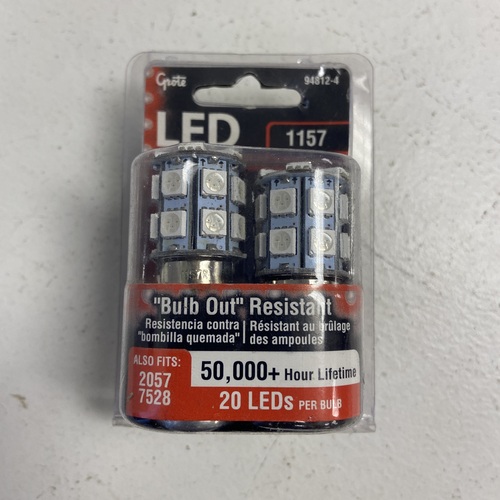 Grote
94812-4
LED
1157
"Bulb Out" Resistant
Resistencia contra
"bombilla quemada"
Résistant au brûlage
des ampoules
ALSO FITS:
2057
7528
50,000+ Hour Lifetime
20 LEDs PER BULB